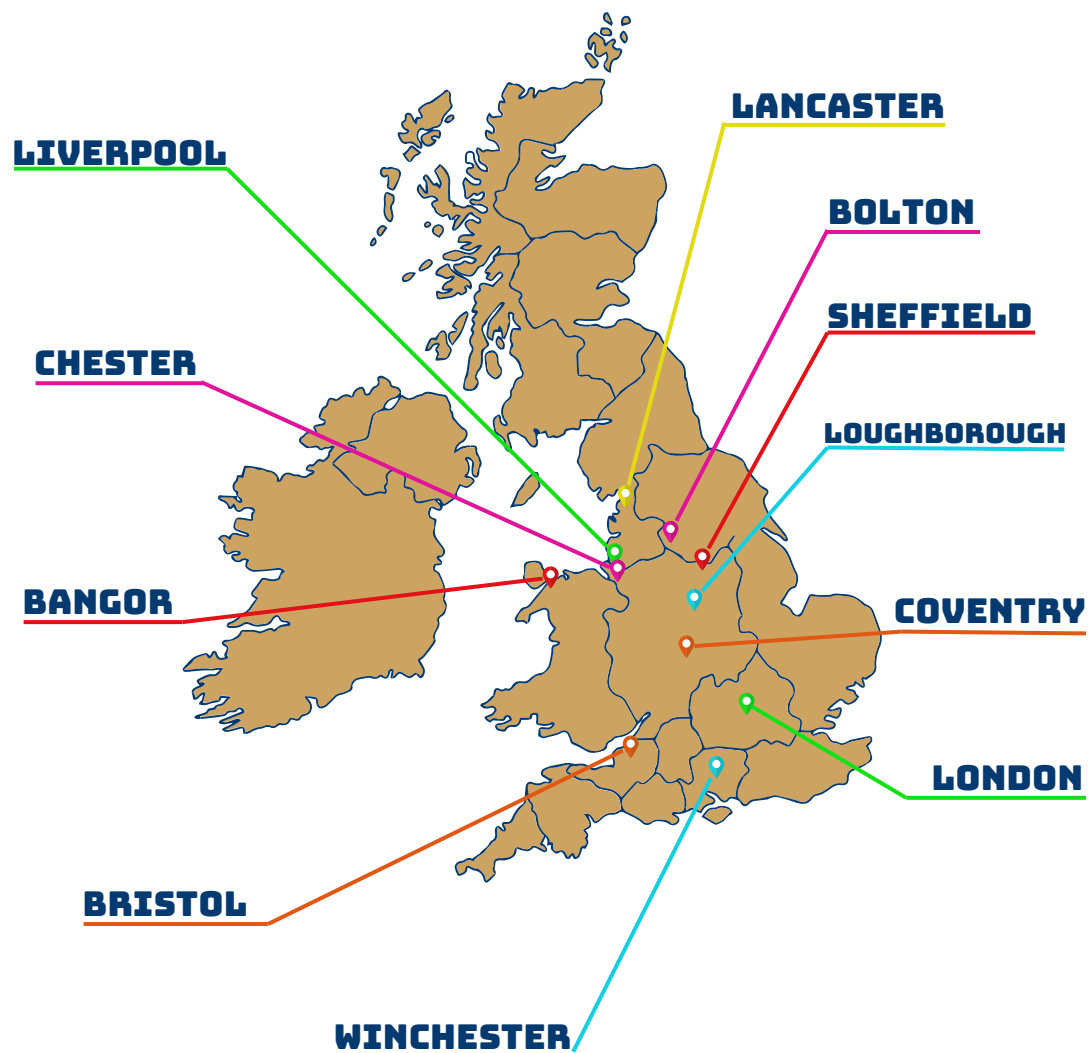 LANCASTER
LIVERPOOL
BOLTON
SHEFFIELD
CHESTER
LOUGHBOROUGH
BANGOR
COVENTRY
LONDON
BRISTOL
WINCHESTER